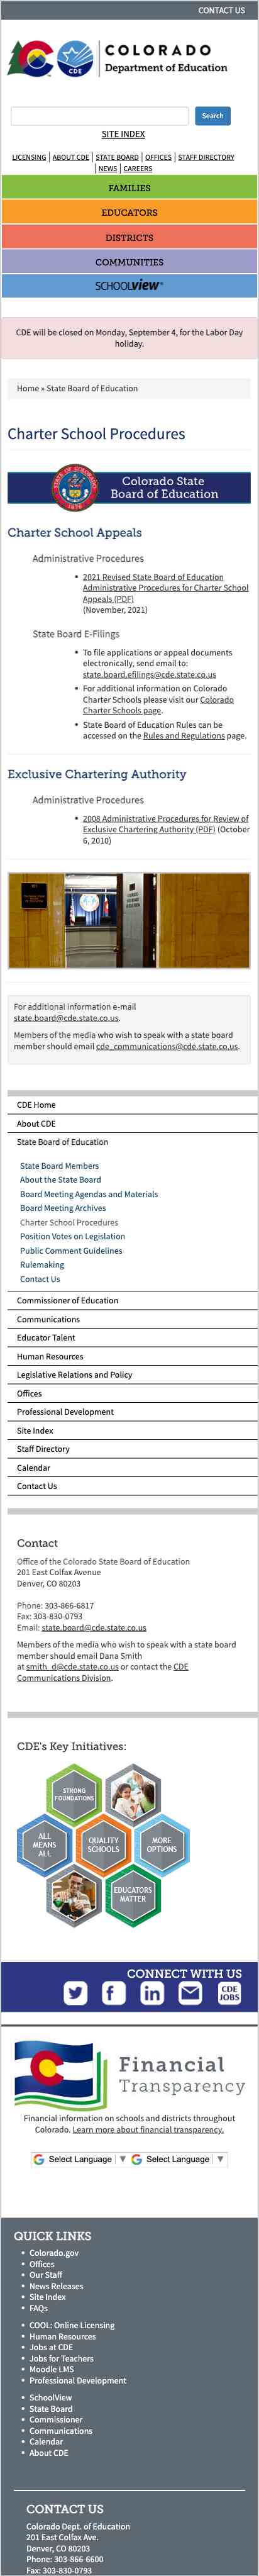 CONTACT US
COLORADO
CDE
Department of Education
Search
SITE INDEX
LICENSING | ABOUT CDE | STATE BOARD | OFFICES | STAFF DIRECTORY
| NEWS | CAREERS
FAMILIES
EDUCATORS
DISTRICTS
COMMUNITIES
SCHOOLVIEW
CDE will be closed on Monday, September 4, for the Labor Day
holiday.
Home » State Board of Education
Charter School Procedures
Colorado State
Board of Education
Charter School Appeals
Administrative Procedures
• 2021 Revised State Board of Education
Administrative Procedures for Charter School
Appeals (PDF)
(November, 2021)
State Board E-Filings
• To file applications or appeal documents
electronically, send email to:
state.board.efilings@cde.state.co.us
• For additional information on Colorado
Charter Schools please visit our Colorado
Charter Schools page.
• State Board of Education Rules can be
accessed on the Rules and Regulations page.
Exclusive Chartering Authority
Administrative Procedures
• 2008 Administrative Procedures for Review of
Exclusive Chartering Authority (PDF) (October
6, 2010)
For additional information e-mail
state.board@cde.state.co.us.
Members of the media who wish to speak with a state board
member should email cde_communications@cde.state.co.us.
CDE Home
About CDE
State Board of Education
State Board Members
About the State Board
Board Meeting Agendas and Materials
Board Meeting Archives
Charter School Procedures
Position Votes on Legislation
Public Comment Guidelines
Rulemaking
Contact Us
Commissioner of Education
Communications
Educator Talent
Human Resources
Legislative Relations and Policy
Offices
Professional Development
Site Index
Staff Directory
Calendar
Contact Us
Contact
Office of the Colorado State Board of Education
201 East Colfax Avenue
Denver, CO 80203
Phone: 303-866-6817
Fax: 303-830-0793
Email: state.board@cde.state.co.us
Members of the media who wish to speak with a state board
member should email Dana Smith
at smith_d@cde.state.co.us or contact the CDE
Communications Division.
CDE's Key Initiatives:
STRONG
FOUNDATIONS
ALL
MEANS
ALL
QUALITY
SCHOOLS
MORE
OPTIONS
EDUCATORS
MATTER
CONNECT WITH US
CDE
JOBS
Financial
Transparency
Financial information on schools and districts throughout
Colorado. Learn more about financial transparency.
Select Language ▼ Select Language ▼
QUICK LINKS
• Colorado.gov
• Offices
• Our Staff
• News Releases
• Site Index
• FAQs
• COOL: Online Licensing
• Human Resources
• Jobs at CDE
• Jobs for Teachers
• Moodle LMS
• Professional Development
• SchoolView
• State Board
• Commissioner
• Communications
• Calendar
• About CDE
CONTACT US
Colorado Dept. of Education
201 East Colfax Ave.
Denver, CO 80203
Phone: 303-866-6600
Fax: 303-830-0793